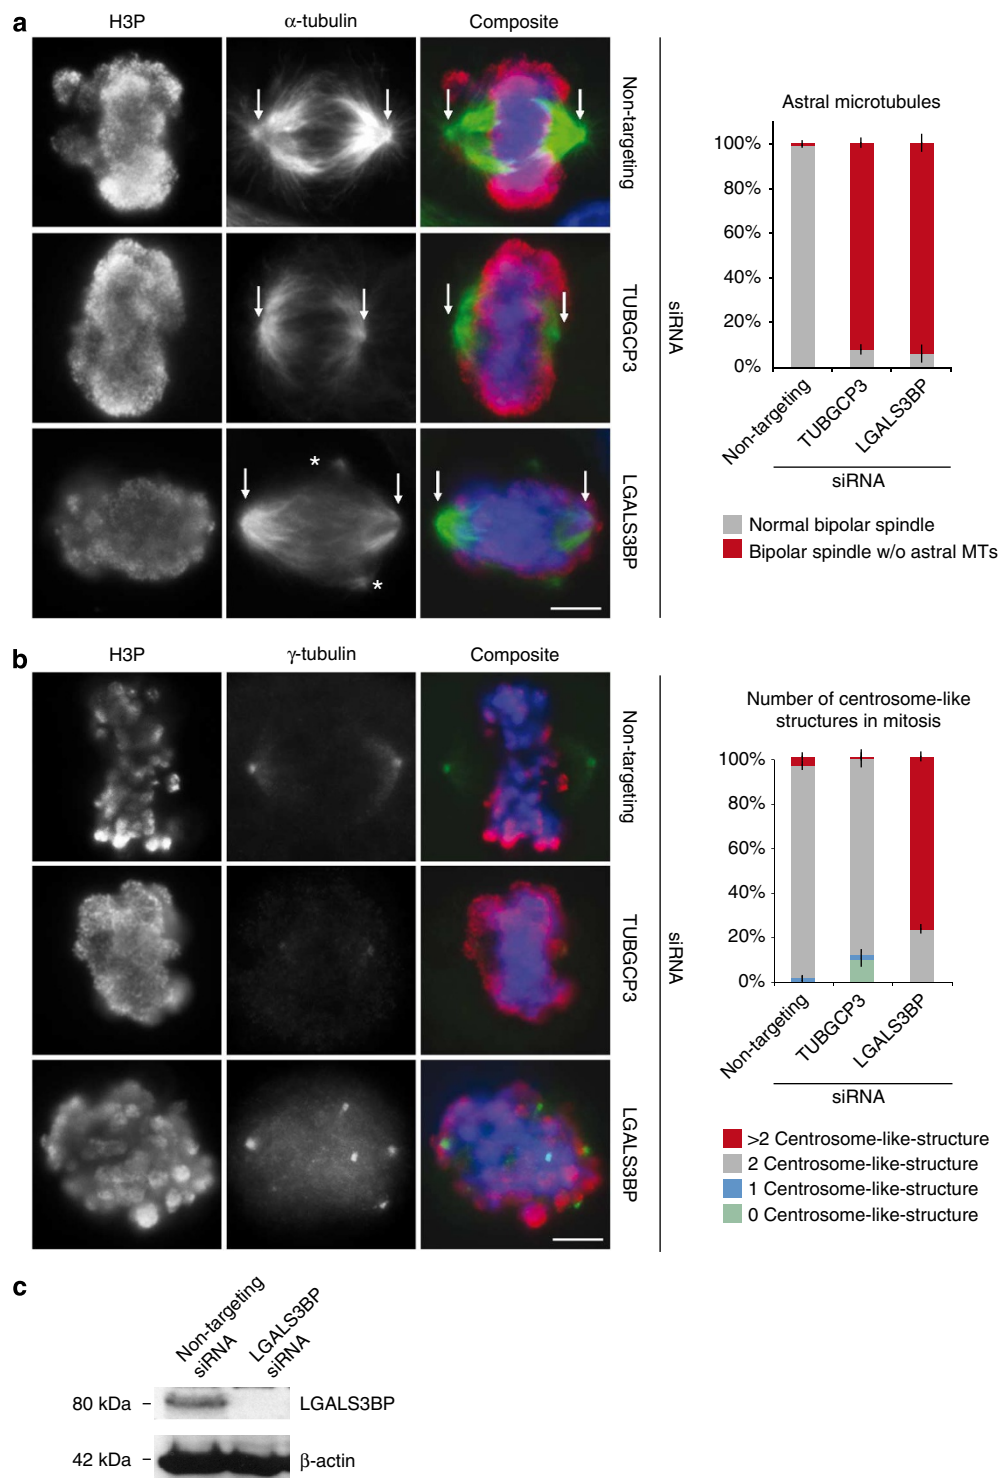 a
H3P
α-tubulin
Composite
Non-targeting
TUBGCP3
LGALS3BP
*
*
siRNA
Astral microtubules
100%
80%
60%
40%
20%
0%
Non-targeting
TUBGCP3
LGALS3BP
siRNA
Normal bipolar spindle
Bipolar spindle w/o astral MTs
b
H3P
γ-tubulin
Composite
Non-targeting
TUBGCP3
LGALS3BP
siRNA
Number of centrosome-like
structures in mitosis
100%
80%
60%
40%
20%
0%
Non-targeting
TUBGCP3
LGALS3BP
siRNA
>2 Centrosome-like-structure
2 Centrosome-like-structure
1 Centrosome-like-structure
0 Centrosome-like-structure
c
Non-targeting
siRNA
LGALS3BP
siRNA
80 kDa
LGALS3BP
42 kDa
β-actin